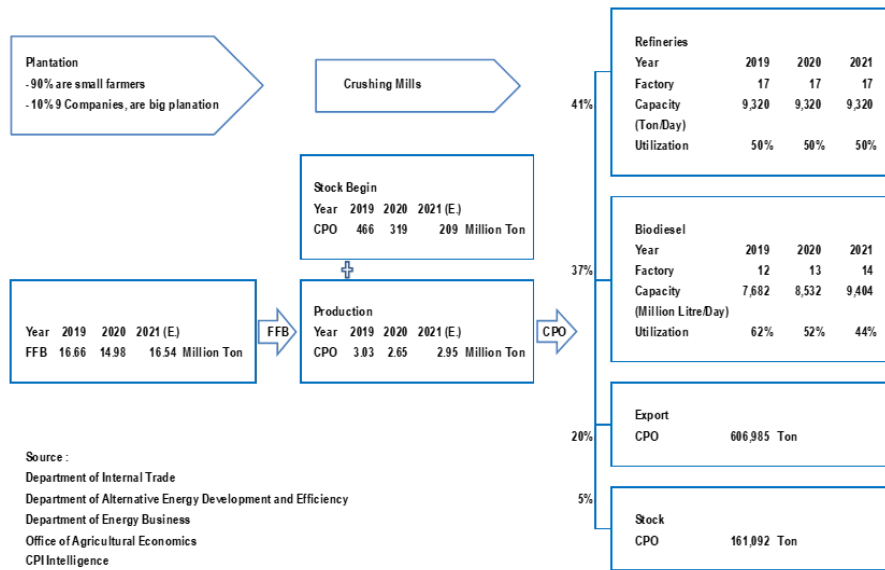 Plantation
- 90% are small farmers
- 10% 9 Companies, are big planation
Crushing Mills
Stock Begin
Year 2019 2020 2021 (E.)
CPO 466 319 209 Million Ton
Year 2019 2020 2021 (E.)
FFB 16.66 14.98 16.54 Million Ton
FFB
Production
Year 2019 2020 2021 (E.)
CPO 3.03 2.65 2.95 Million Ton
CPO
41%
Refineries
Year 2019 2020 2021
Factory 17 17 17
Capacity 9,320 9,320 9,320
(Ton/Day)
Utilization 50% 50% 50%
37%
Biodiesel
Year 2019 2020 2021
Factory 12 13 14
Capacity 7,682 8,532 9,404
(Million Litre/Day)
Utilization 62% 52% 44%
20%
Export
CPO 606,985 Ton
5%
Stock
CPO 161,092 Ton
Source :
Department of Internal Trade
Department of Alternative Energy Development and Efficiency
Department of Energy Business
Office of Agricultural Economics
CPI Intelligence